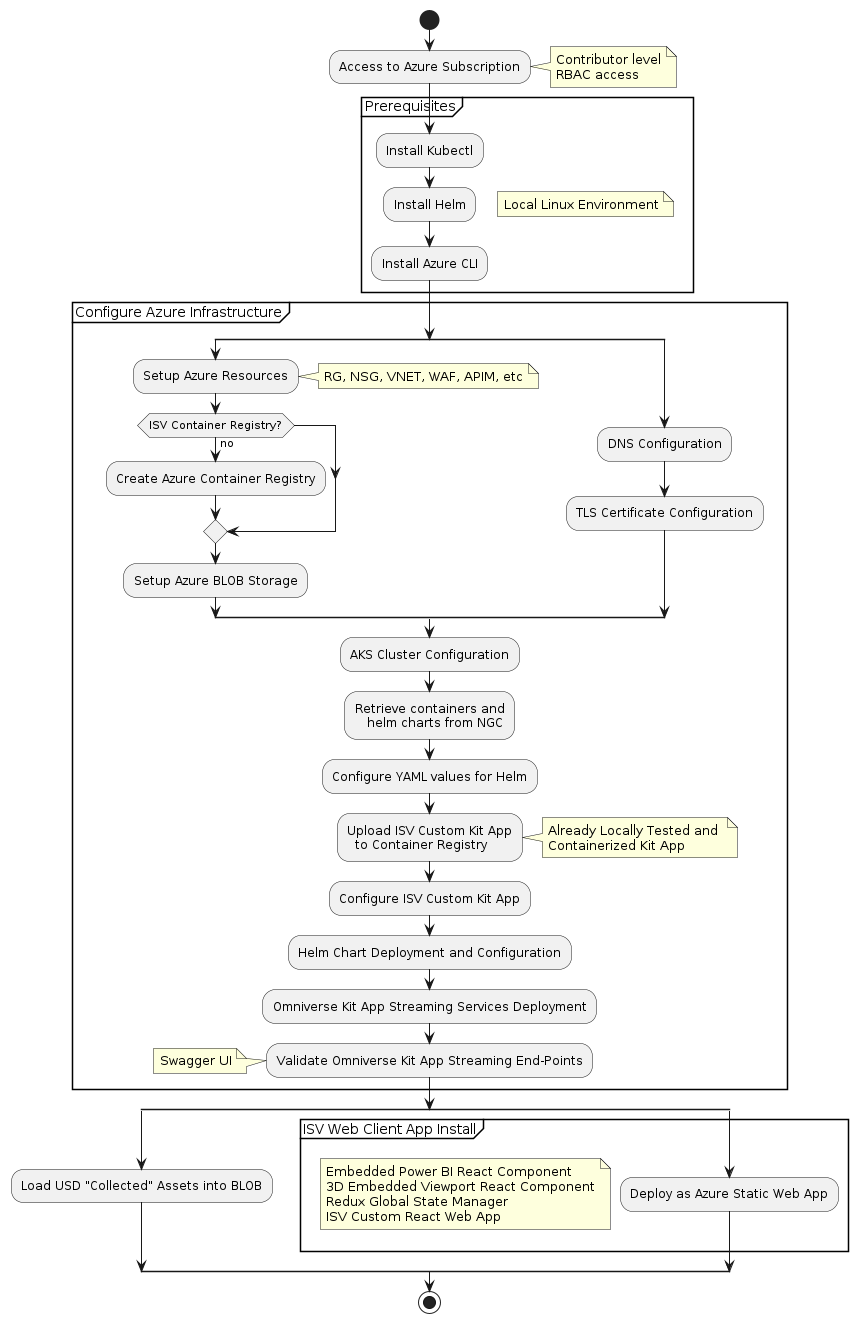 Access to Azure Subscription
Contributor level
RBAC access
Prerequisites
Install Kubectl
Install Helm
Local Linux Environment
Install Azure CLI
Configure Azure Infrastructure
Setup Azure Resources
RG, NSG, VNET, WAF, APIM, etc
ISV Container Registry?
no
Create Azure Container Registry
Setup Azure BLOB Storage
DNS Configuration
TLS Certificate Configuration
AKS Cluster Configuration
Retrieve containers and
helm charts from NGC
Configure YAML values for Helm
Upload ISV Custom Kit App
to Container Registry
Already Locally Tested and
Containerized Kit App
Configure ISV Custom Kit App
Helm Chart Deployment and Configuration
Omniverse Kit App Streaming Services Deployment
Swagger UI
Validate Omniverse Kit App Streaming End-Points
Load USD "Collected" Assets into BLOB
ISV Web Client App Install
Embedded Power BI React Component
3D Embedded Viewport React Component
Redux Global State Manager
ISV Custom React Web App
Deploy as Azure Static Web App